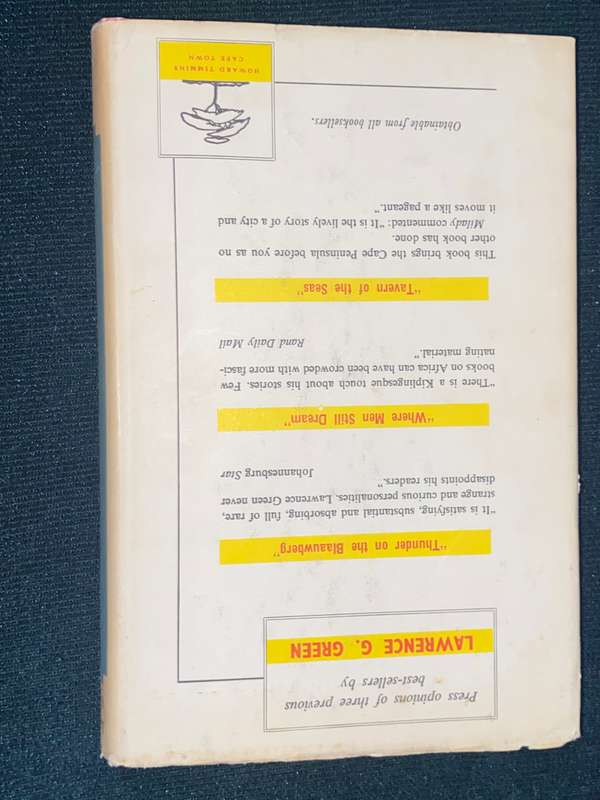 Press opinions of three previous
best-sellers by
LAWRENCE G. GREEN
"Thunder on the Blaauwberg"
"It is satisfying, substantial and absorbing, full of rare,
strange and curious personalities. Lawrence Green never
disappoints his readers."
Johannesburg Star
"Where Men Still Dream"
"There is a Kiplingesque touch about his stories. Few
books on Africa can have been crowded with more fasci-
nating material."
Rand Daily Mail
"Tavern of the Seas"
This book brings the Cape Peninsula before you as no
other book has done.
Milady commented: "It is the lively story of a city and
it moves like a pageant."
Obtainable from all booksellers.
HOWARD TIMMINS
CAPE TOWN